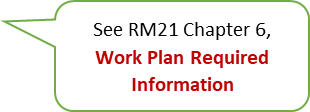 See RM21 Chapter 6,
Work Plan Required
Information